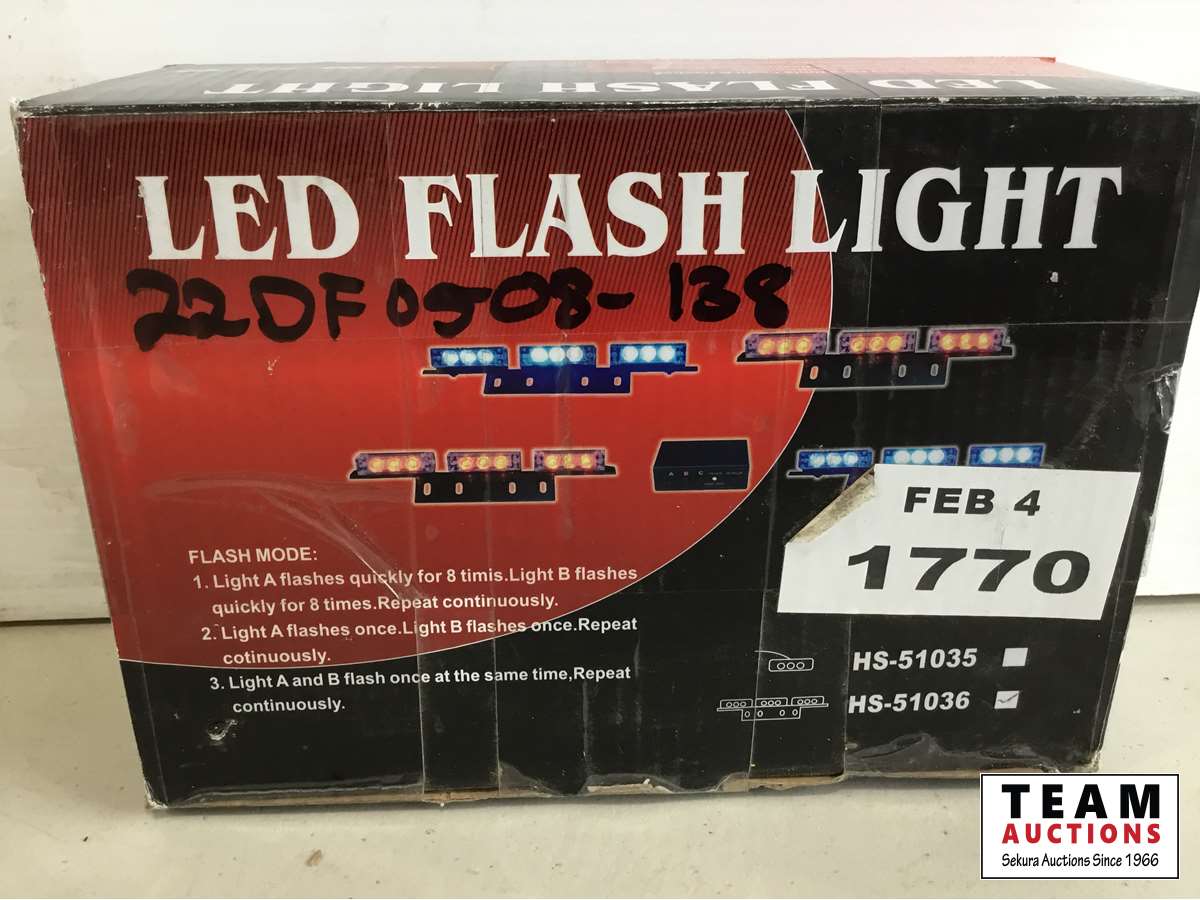 LED FLASH LIGHT
LED FLASH LIGHT
22DF0508-138
A B C
FEB 4
1770
FLASH MODE:
1. Light A flashes quickly for 8 timis.Light B flashes
quickly for 8 times.Repeat continuously.
2. Light A flashes once.Light B flashes once.Repeat
cotinuously.
3. Light A and B flash once at the same time,Repeat
continuously.
HS-51035
HS-51036
TEAM
AUCTIONS
Sekura Auctions Since 1966